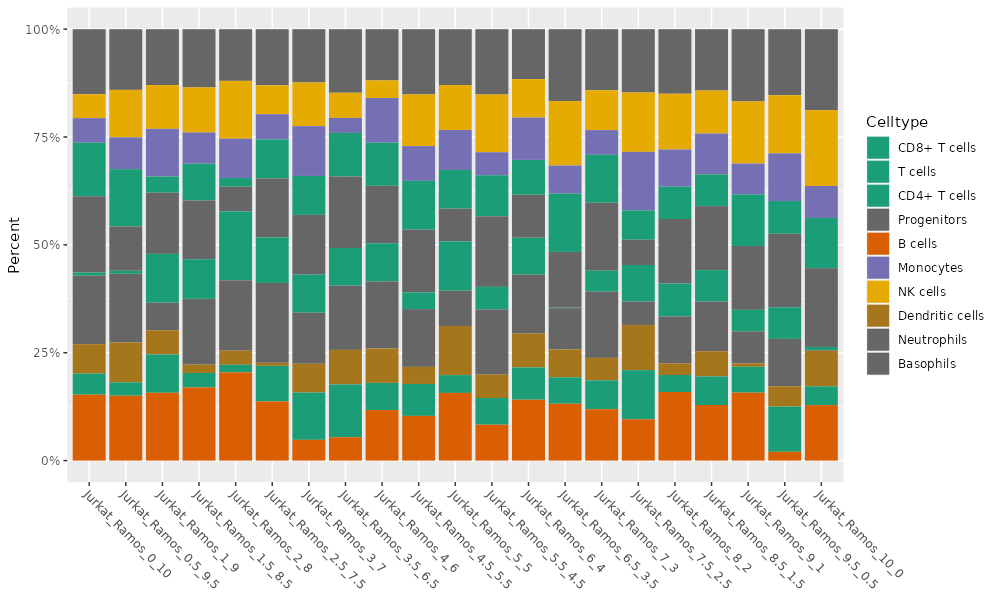 100%
75%
50%
25%
0%
Percent
Jurkat_Ramos_0_10
Jurkat_Ramos_0.5_9.5
Jurkat_Ramos_1_9
Jurkat_Ramos_1.5_8.5
Jurkat_Ramos_2_8
Jurkat_Ramos_2.5_7.5
Jurkat_Ramos_3_7
Jurkat_Ramos_3.5_6.5
Jurkat_Ramos_4_6
Jurkat_Ramos_4.5_5.5
Jurkat_Ramos_5_5
Jurkat_Ramos_5.5_4.5
Jurkat_Ramos_6_4
Jurkat_Ramos_6.5_3.5
Jurkat_Ramos_7_3
Jurkat_Ramos_7.5_2.5
Jurkat_Ramos_8_2
Jurkat_Ramos_8.5_1.5
Jurkat_Ramos_9_1
Jurkat_Ramos_9.5_0.5
Jurkat_Ramos_10_0
Celltype
CD8+ T cells
T cells
CD4+ T cells
Progenitors
B cells
Monocytes
NK cells
Dendritic cells
Neutrophils
Basophils